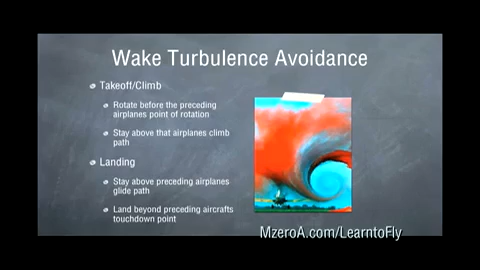 Wake Turbulence Avoidance
Takeoff/Climb
Rotate before the preceding
airplanes point of rotation
Stay above that airplanes climb
path
Landing
Stay above preceding airplanes
glide path
Land beyond preceding aircrafts
touchdown point
MzeroA.com/LearntoFly